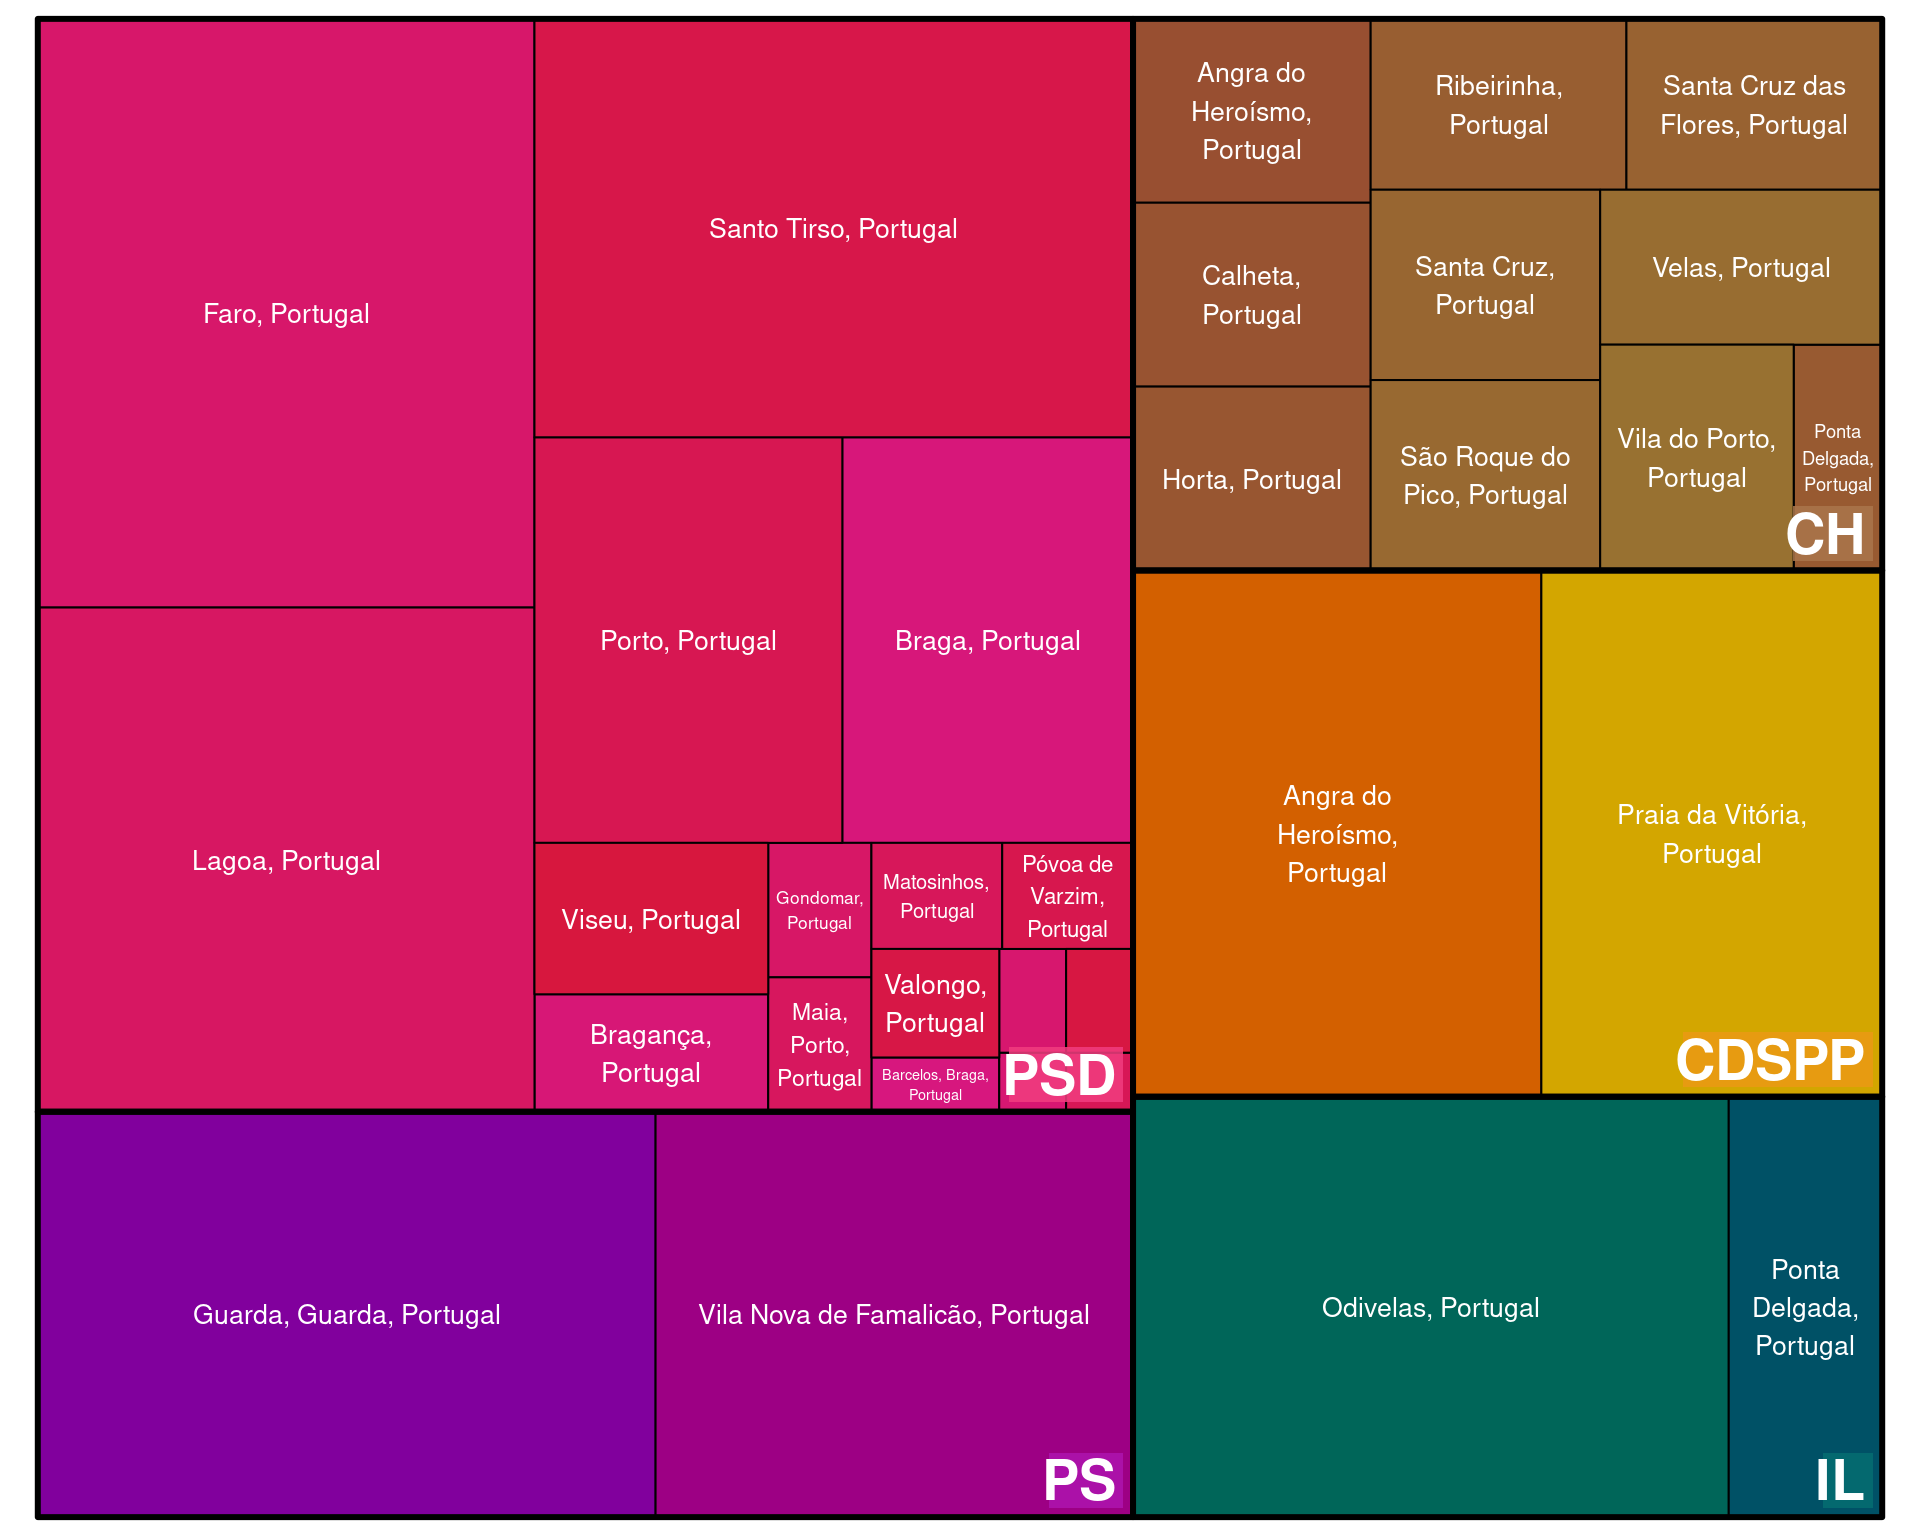 Faro, Portugal
Lagoa, Portugal
Santo Tirso, Portugal
Porto, Portugal
Braga, Portugal
Viseu, Portugal
Bragança,
Portugal
Gondomar,
Portugal
Maia,
Porto,
Portugal
Matosinhos,
Portugal
Póvoa de
Varzim,
Portugal
Valongo,
Portugal
Barcelos, Braga,
Portugal
PSD
Guarda, Guarda, Portugal
Vila Nova de Famalicão, Portugal
PS
Angra do
Heroísmo,
Portugal
Calheta,
Portugal
Horta, Portugal
Ribeirinha,
Portugal
Santa Cruz das
Flores, Portugal
Santa Cruz,
Portugal
Velas, Portugal
São Roque do
Pico, Portugal
Vila do Porto,
Portugal
Ponta
Delgada,
Portugal
CH
Angra do
Heroísmo,
Portugal
Praia da Vitória,
Portugal
CDSPP
Odivelas, Portugal
Ponta
Delgada,
Portugal
IL